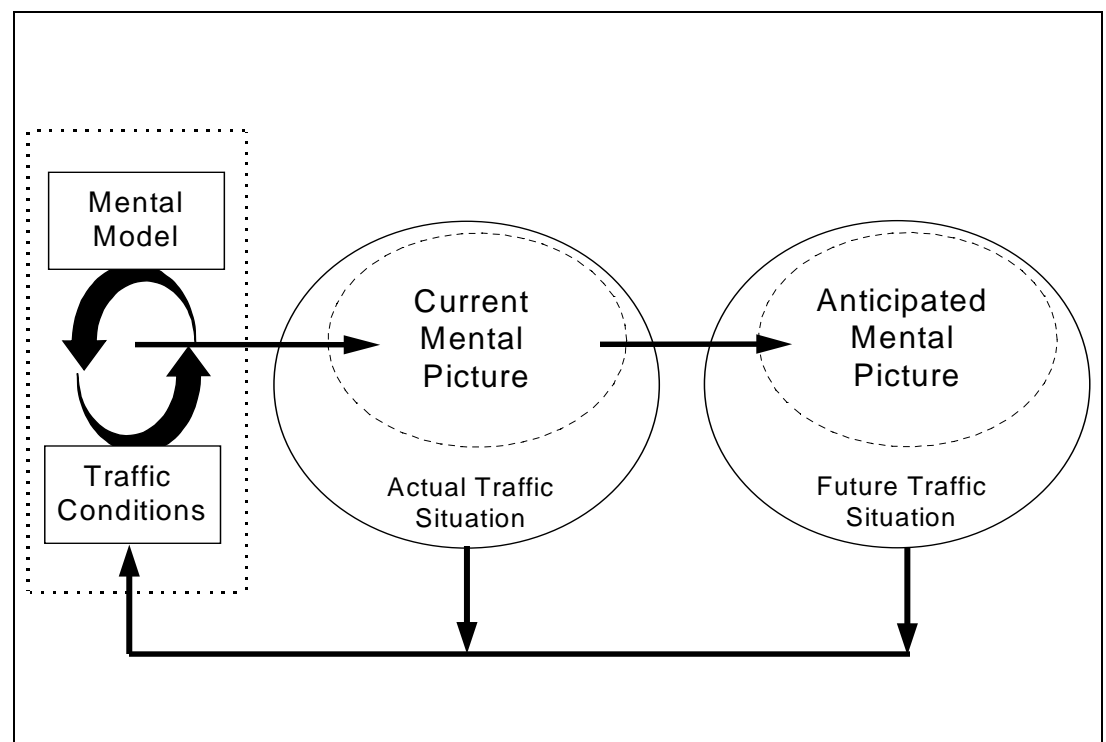 Mental
Model
Traffic
Conditions
Current
Mental
Picture
Actual Traffic
Situation
Anticipated
Mental
Picture
Future Traffic
Situation